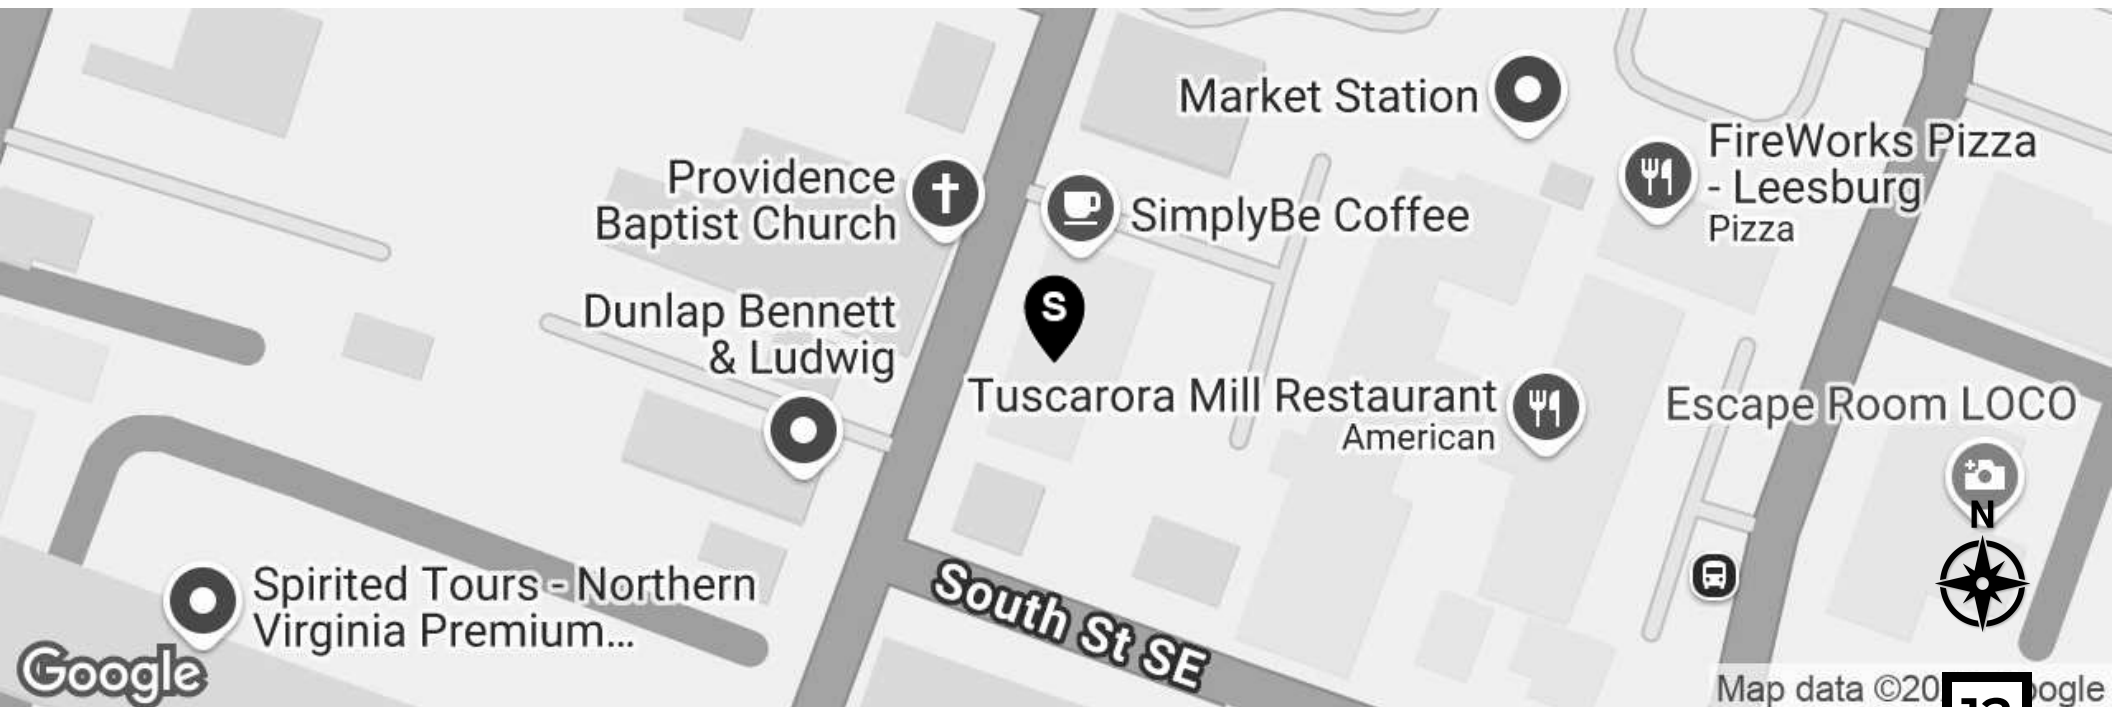 Market Station
FireWorks Pizza
- Leesburg
Pizza
Providence
Baptist Church
SimplyBe Coffee
Dunlap Bennett
& Ludwig
S
Tuscarora Mill Restaurant
American
Escape Room LOCO
N
Spirited Tours - Northern
Virginia Premium...
South St SE
Google
Map data ©20